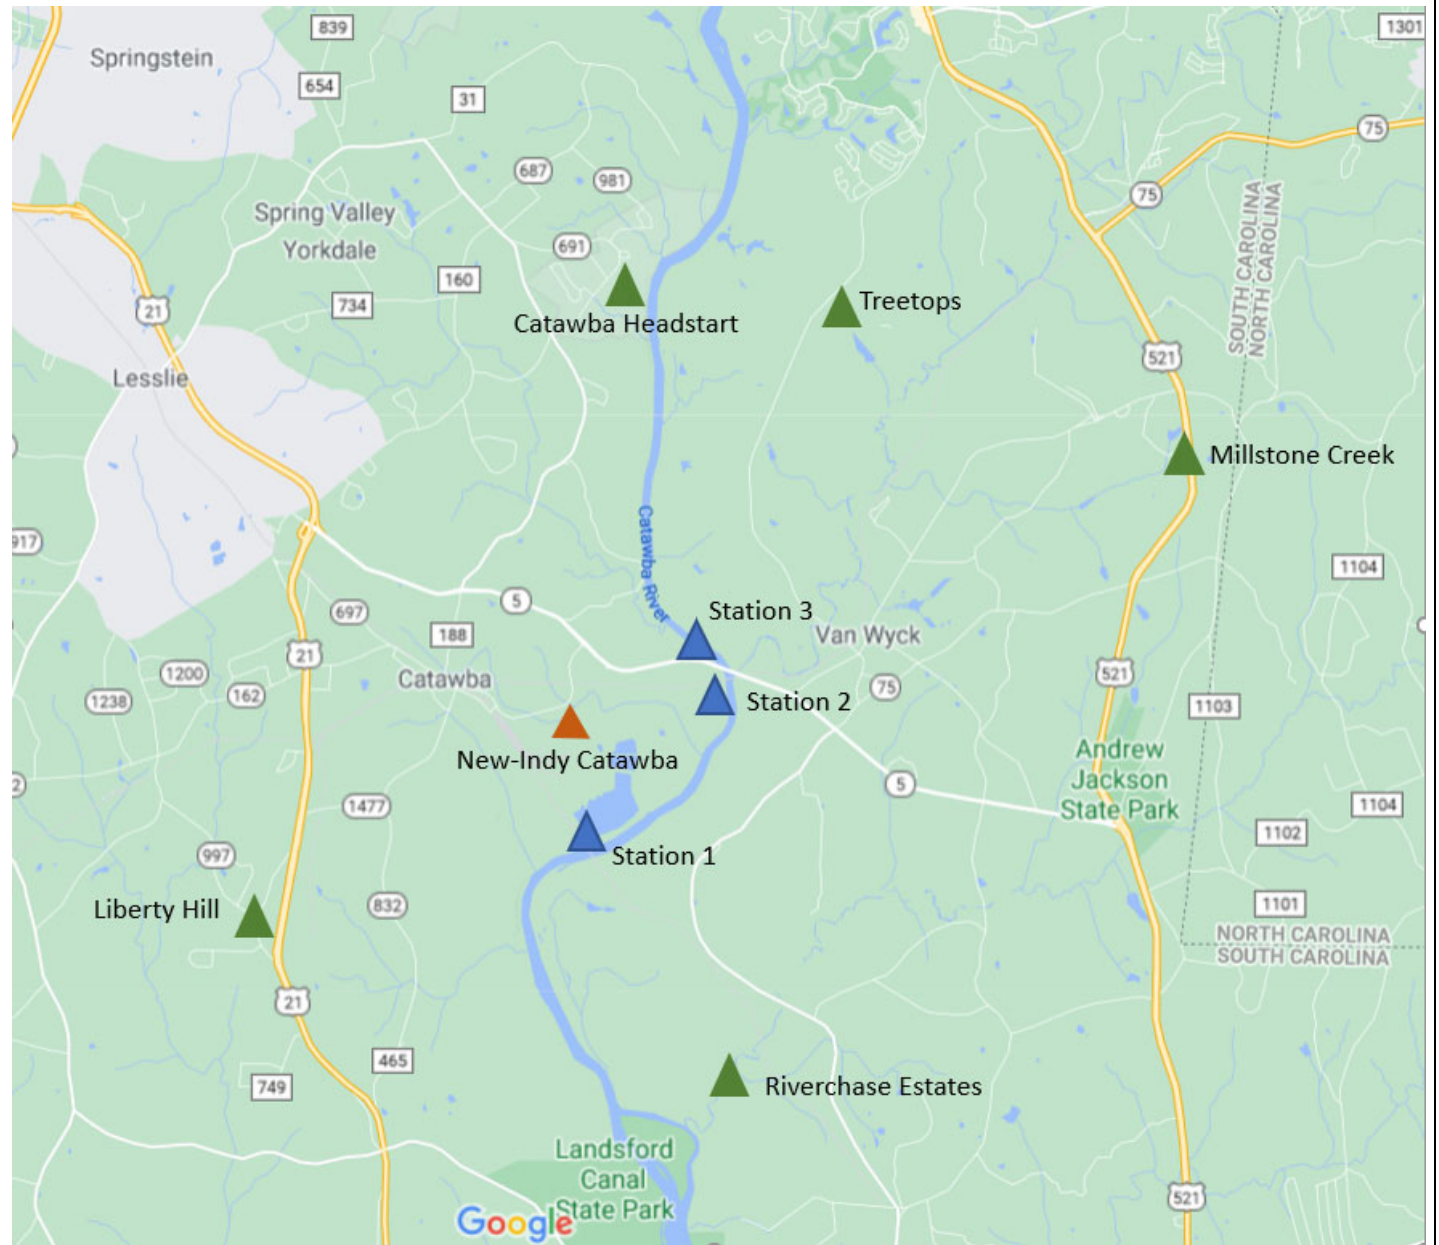 839
1301
Springstein
654
31
75
687
981
75
Spring Valley
Yorkdale
691
160
SOUTH CAROLINA
NORTH CAROLINA
734
21
Treetops
Catawba Headstart
521
Lesslie
Millstone Creek
917
Catawba River
1104
5
697
Station 3
188
Van Wyck
21
1200
Catawba
521
162
1238
75
Station 2
1103
New-Indy Catawba
Andrew
Jackson
State Park
2
5
1477
1104
1102
997
Station 1
832
1101
Liberty Hill
NORTH CAROLINA
SOUTH CAROLINA
21
465
749
Riverchase Estates
Landsford
Canal
State Park
521
Google